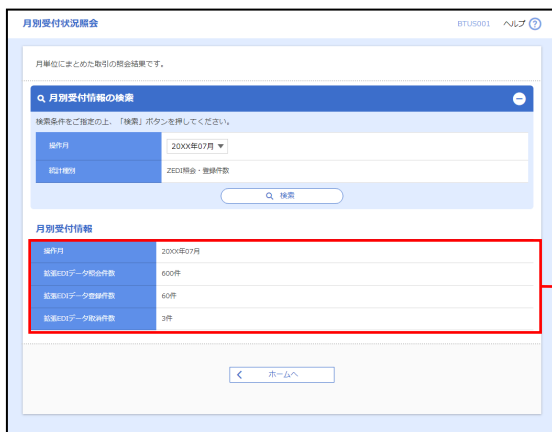 月別受付状況照会 BTUS001 ヘルプ ?
月単位にまとめた取引の照会結果です。
月別受付情報の検索
検索条件をご指定の上、「検索」ボタンを押してください。
操作月 20XX年07月 ▼
統計種別 ZEDI照会・登録件数
検索
月別受付情報
操作月 20XX年07月
拡張EDIデータ照会件数 600件
拡張EDIデータ登録件数 60件
拡張EDIデータ取消件数 3件
ホームへ